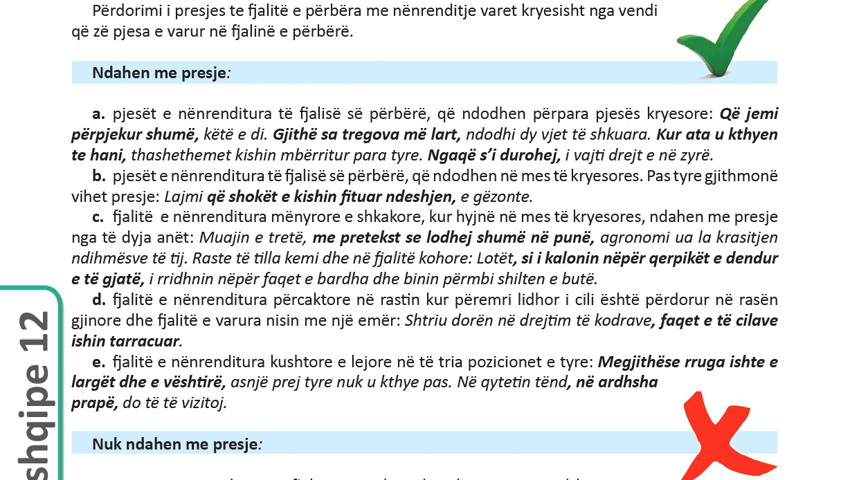 Përdorimi i presjes te fjalitë e përbëra me nënrenditje varet kryesisht nga vendi
që zë pjesa e varur në fjalinë e përbërë.
Ndahen me presje:
a. pjesët e nënrenditura të fjalisë së përbërë, që ndodhen përpara pjesës kryesore: Që jemi
përpjekur shumë, këtë e di. Gjithë sa tregova më lart, ndodhi dy vjet të shkuara. Kur ata u kthyen
te hani, thashethemet kishin mbërritur para tyre. Ngaqë s’i durohej, i vajti drejt e në zyrë.
b. pjesët e nënrenditura të fjalisë së përbërë, që ndodhen në mes të kryesores. Pas tyre gjithmonë
vihet presje: Lajmi që shokët e kishin fituar ndeshjen, e gëzonte.
c. fjalitë e nënrenditura mënyrore e shkakore, kur hyjnë në mes të kryesores, ndahen me presje
nga të dyja anët: Muajin e tretë, me pretekst se lodhej shumë në punë, agronomi ua la krasitjen
ndihmësve të tij. Raste të tilla kemi dhe në fjalitë kohore: Lotët, si i kalonin nëpër qerpikët e dendur
e të gjatë, i rridhnin nëpër faqet e bardha dhe binin përmbi shilten e butë.
d. fjalitë e nënrenditura përcaktore në rastin kur përemri lidhor i cili është përdorur në rasën
gjinore dhe fjalitë e varura nisin me një emër: Shtriu dorën në drejtim të kodrave, faqet e të cilave
ishin tarracuar.
e. fjalitë e nënrenditura kushtore e lejore në të tria pozicionet e tyre: Megjithëse rruga ishte e
largët dhe e vështirë, asnjë prej tyre nuk u kthye pas. Në qytetin tënd, në ardhsha
prapë, do të të vizitoj.
Nuk ndahen me presje:
shqipe 12